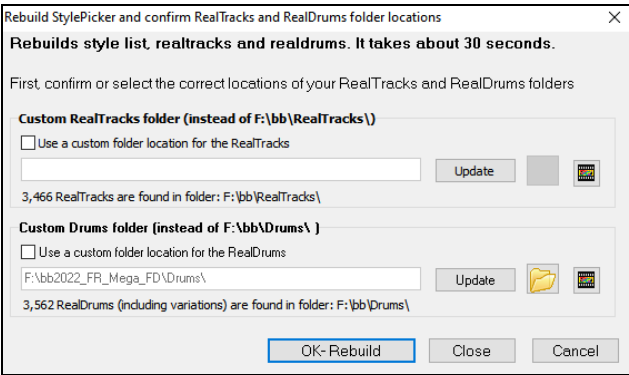 Rebuild StylePicker and confirm RealTracks and RealDrums folder locations
Rebuilds style list, realtracks and realdrums. It takes about 30 seconds.
First, confirm or select the correct locations of your RealTracks and RealDrums folders
Custom RealTracks folder (instead of F:\bb\RealTracks\)
Use a custom folder location for the RealTracks
Update
3,466 RealTracks are found in folder: F:\bb\RealTracks\
Custom Drums folder (instead of F:\bb\Drums\ )
Use a custom folder location for the RealDrums
F:\bb2022_FR_Mega_FD\Drums\
Update
3,562 RealDrums (including variations) are found in folder: F:\bb\Drums\
OK- Rebuild Close Cancel